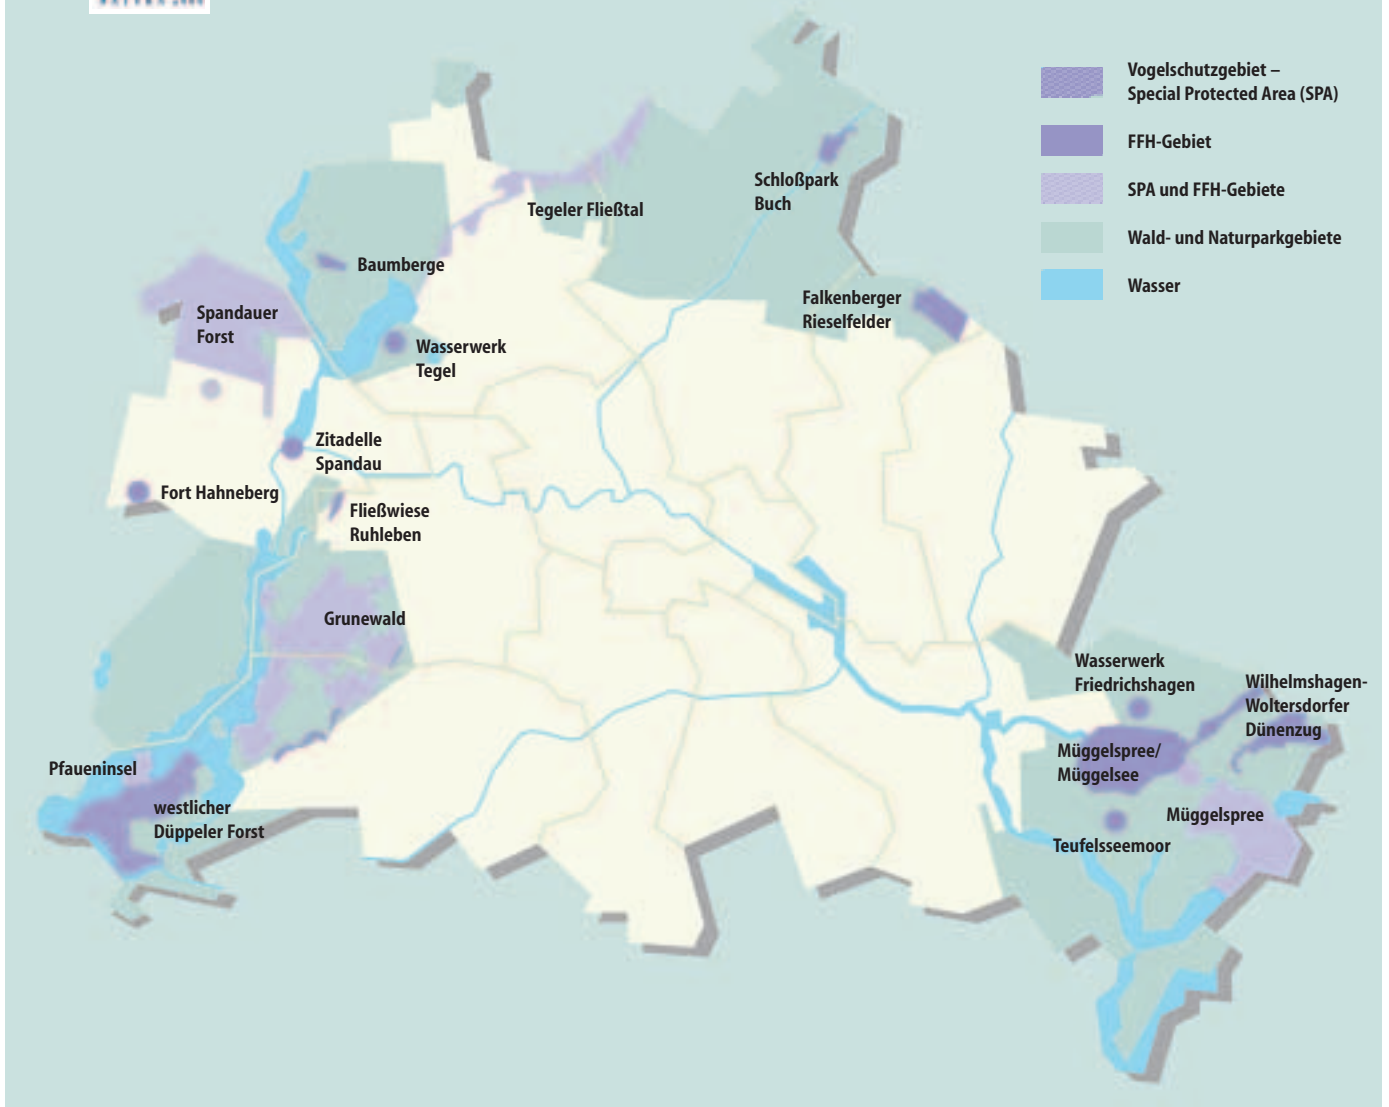 Vogelschutzgebiet –
Special Protected Area (SPA)
FFH-Gebiet
SPA und FFH-Gebiete
Wald- und Naturparkgebiete
Wasser
Schloßpark
Buch
Tegeler Fließtal
Baumberge
Spandauer
Forst
Falkenberger
Rieselfelder
Wasserwerk
Tegel
Zitadelle
Spandau
Fort Hahneberg
Fließwiese
Ruhleben
Grunewald
Wasserwerk
Friedrichshagen
Wilhelmshagen-
Woltersdorfer
Dünenzug
Müggelspree/
Müggelsee
Pfaueninsel
westlicher
Düppeler Forst
Müggelspree
Teufelsseemoor